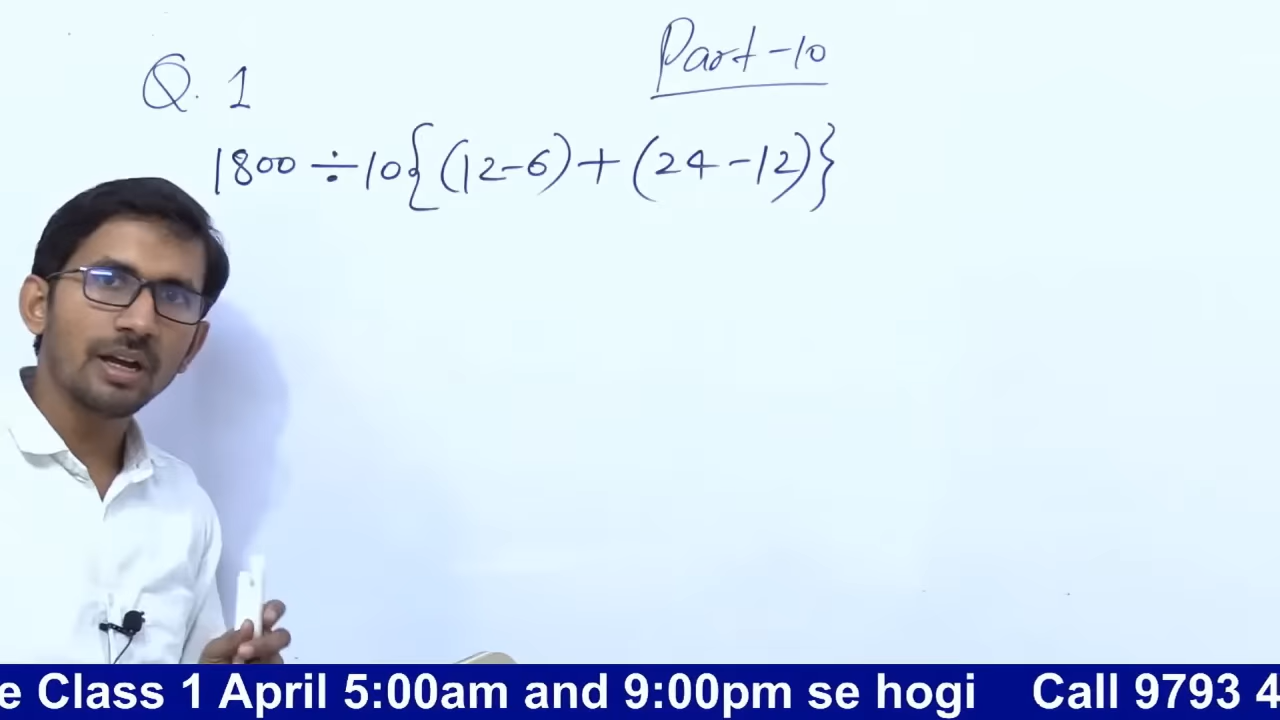 Part-10
Q. 1
1800 ÷ 10{(12-6)+(24-12)}
e Class 1 April 5:00am and 9:00pm se hogi Call 9793 4